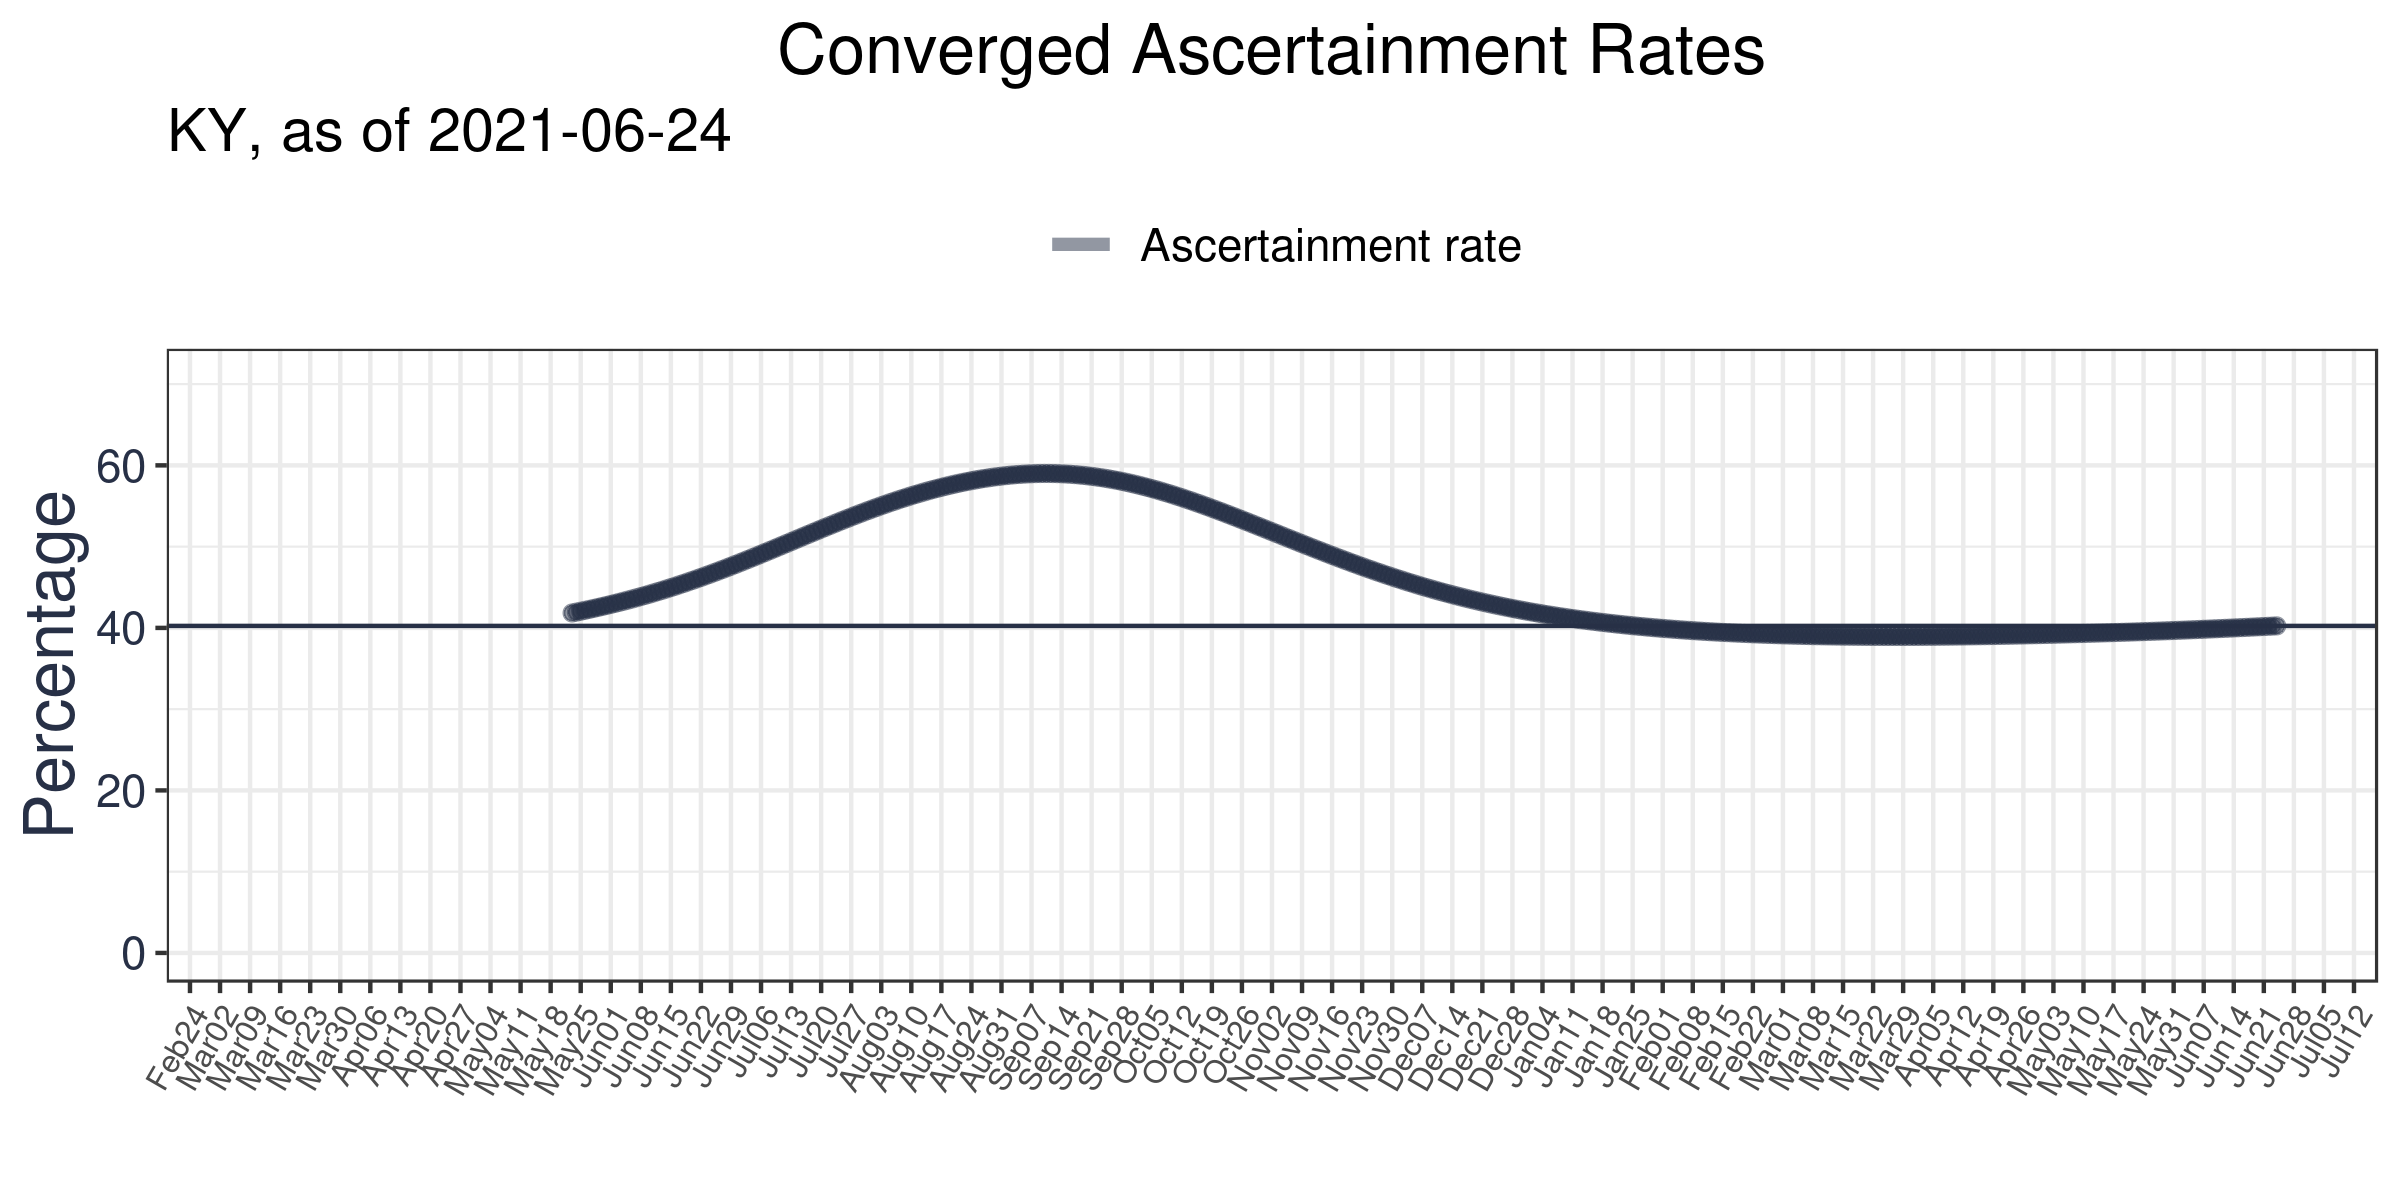 Converged Ascertainment Rates
KY, as of 2021-06-24
Ascertainment rate
Percentage
60
40
20
0
Feb24 Mar02 Mar09 Mar16 Mar23 Mar30 Apr06 Apr13 Apr20 Apr27 May04 May11 May18 May25 Jun01 Jun08 Jun15 Jun22 Jun29 Jul06 Jul13 Jul20 Jul27 Aug03 Aug10 Aug17 Aug24 Aug31 Sep07 Sep14 Sep21 Sep28 Oct05 Oct12 Oct19 Oct26 Nov02 Nov09 Nov16 Nov23 Nov30 Dec07 Dec14 Dec21 Dec28 Jan04 Jan11 Jan18 Jan25 Feb01 Feb08 Feb15 Feb22 Mar01 Mar08 Mar15 Mar22 Mar29 Apr05 Apr12 Apr19 Apr26 May03 May10 May17 May24 May31 Jun07 Jun14 Jun21 Jun28 Jul05 Jul12